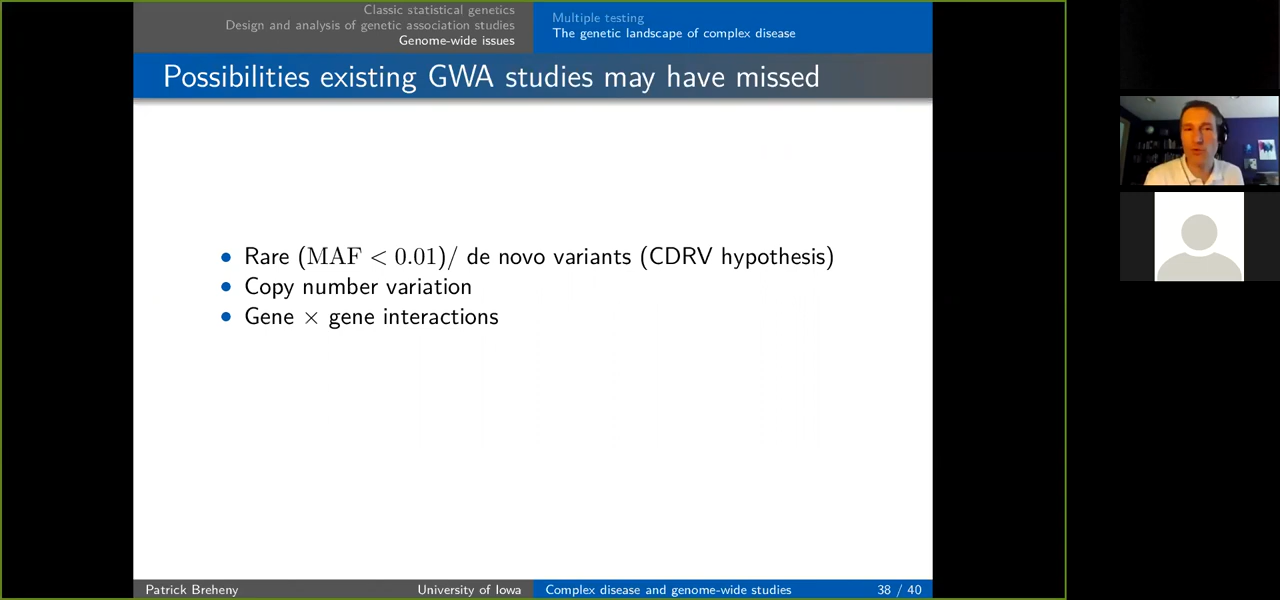 Classic statistical genetics
Design and analysis of genetic association studies
Genome-wide issues
Multiple testing
The genetic landscape of complex disease
Possibilities existing GWA studies may have missed
• Rare (MAF < 0.01)/ de novo variants (CDRV hypothesis)
• Copy number variation
• Gene × gene interactions
Patrick Breheny
University of Iowa
Complex disease and genome-wide studies
38 / 40